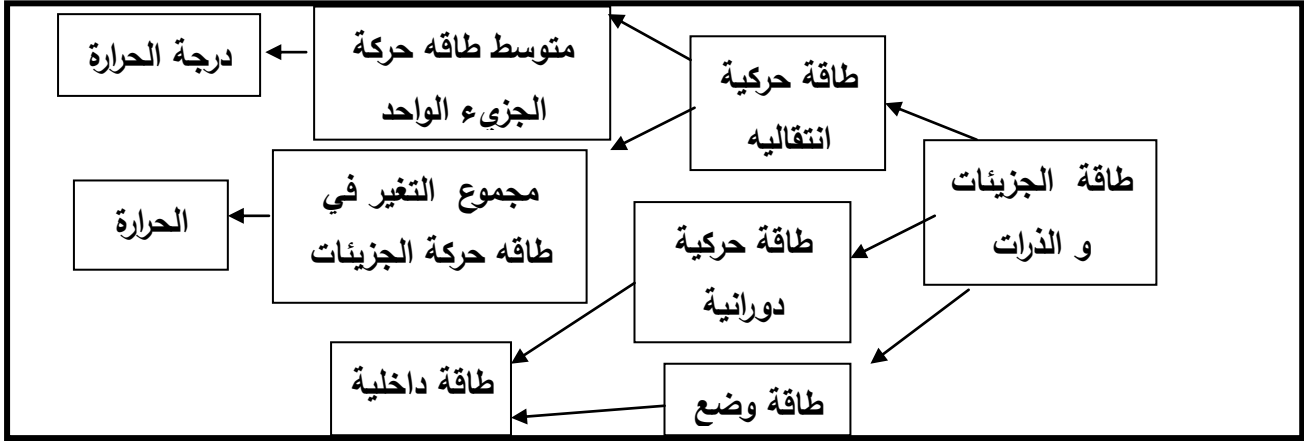 طاقة الجزيئات
و الذرات
طاقة حركية
انتقاليه
متوسط طاقه حركة
الجزيء الواحد
درجة الحرارة
مجموع التغير في
طاقه حركة الجزيئات
الحرارة
طاقة حركية
دورانية
طاقة وضع
طاقة داخلية